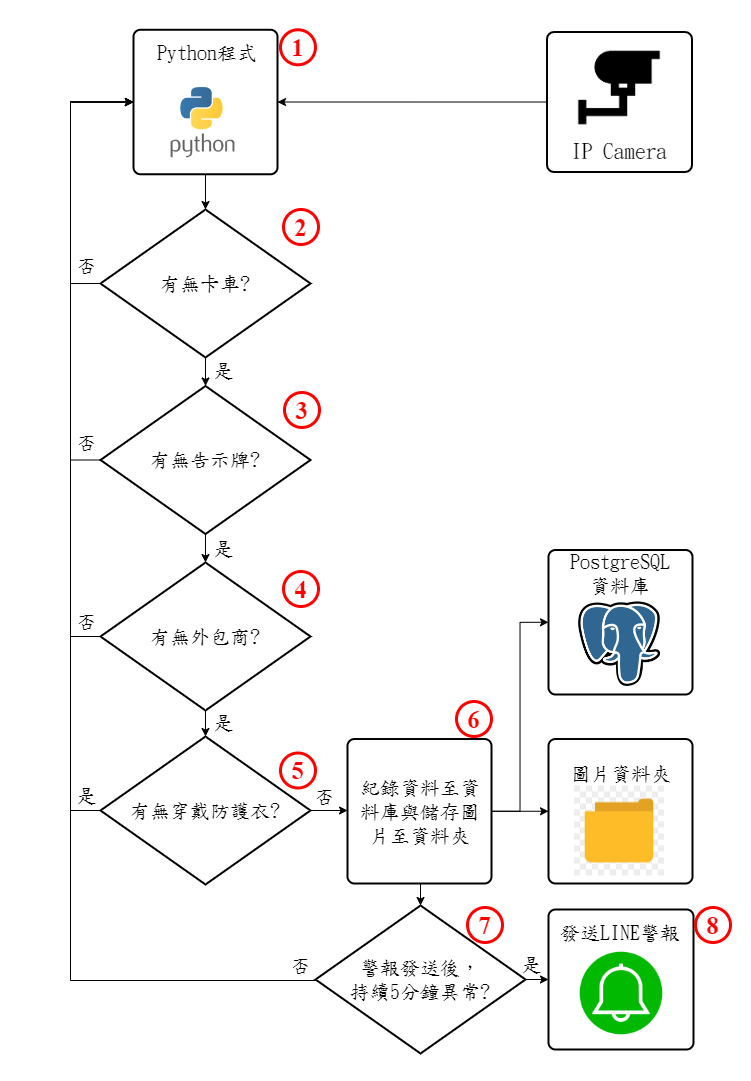 Python程式
1
python
IP Camera
2
有無卡車?
否
是
3
有無告示牌?
否
是
4
有無外包商?
否
是
5
有無穿戴防護衣?
是
否
6
紀錄資料至資
料庫與儲存圖
片至資料夾
PostgreSQL
資料庫
圖片資料夾
7
警報發送後,
持續5分鐘異常?
否
是
8
發送LINE警報